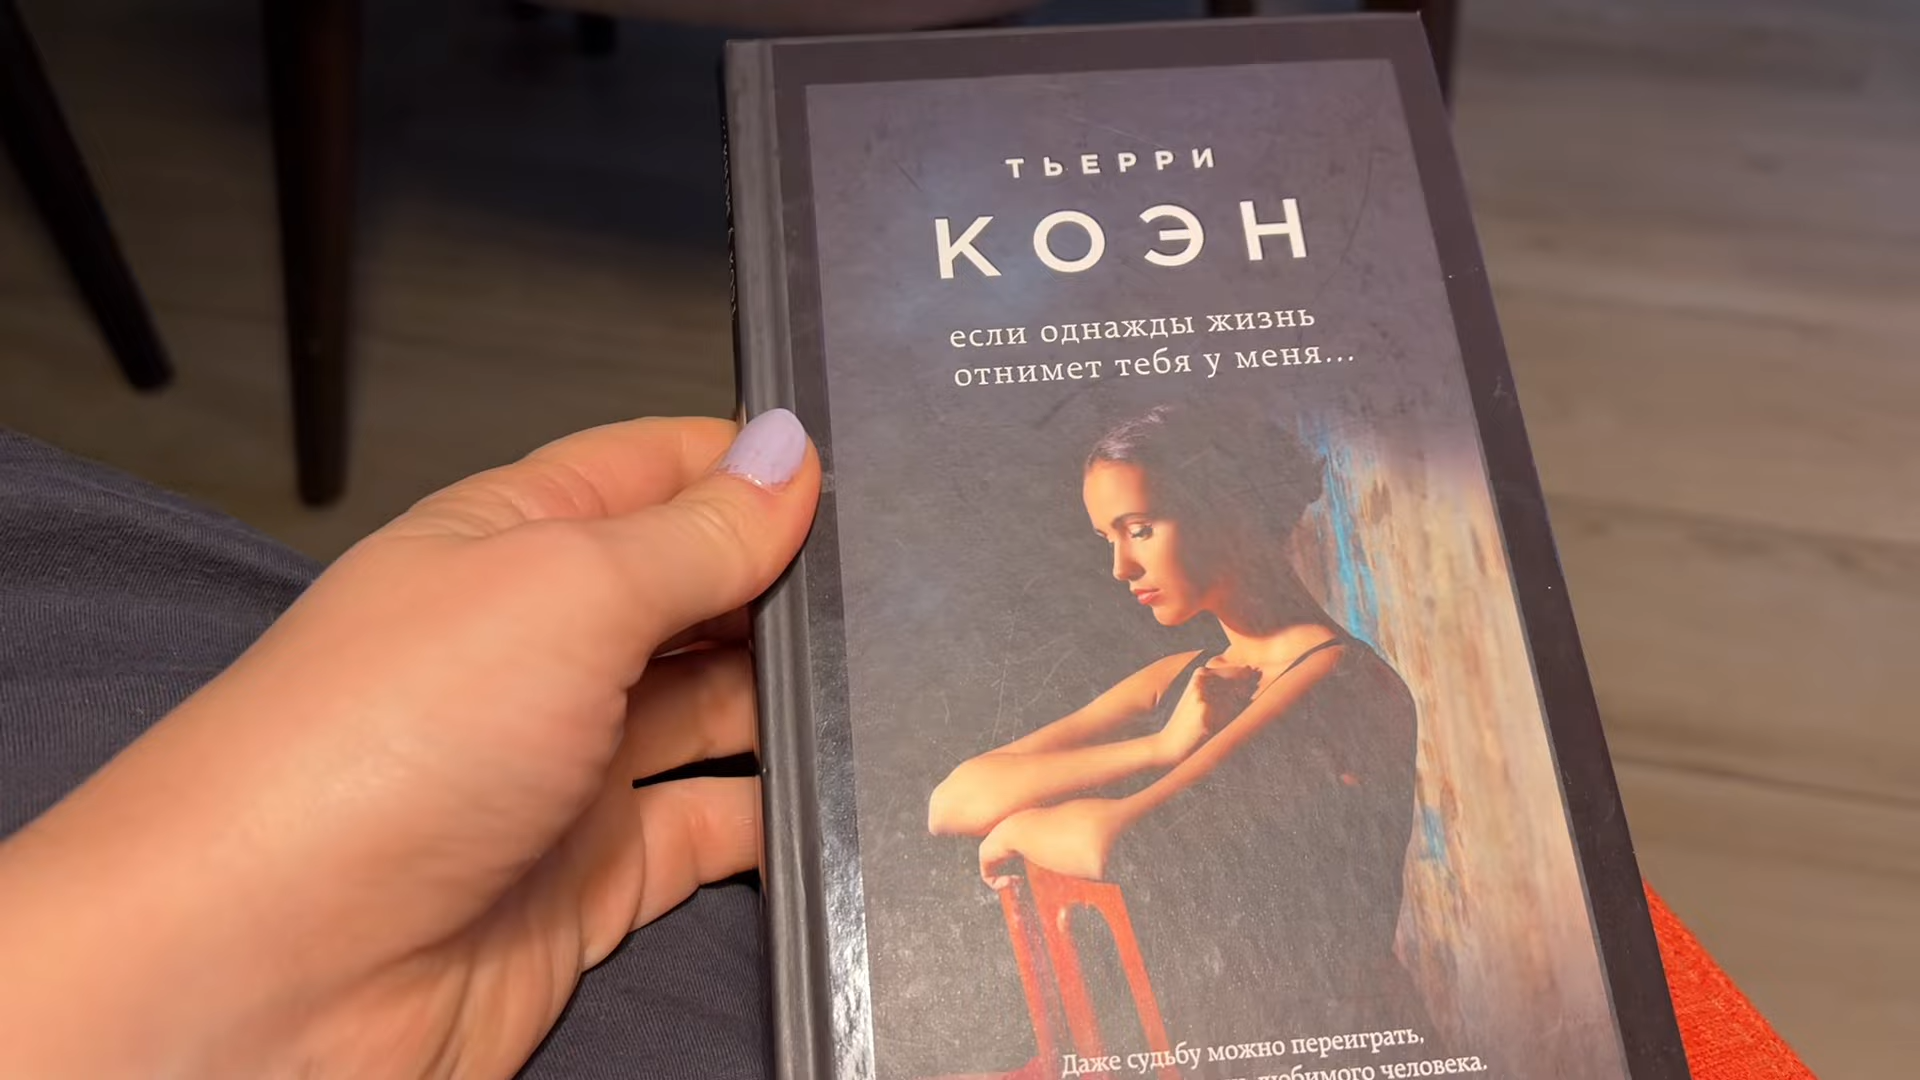 ТЬЕРРИ
КОЭН
если однажды жизнь
отнимет тебя у меня...
Даже судьбу можно переиграть,
любимого человека.